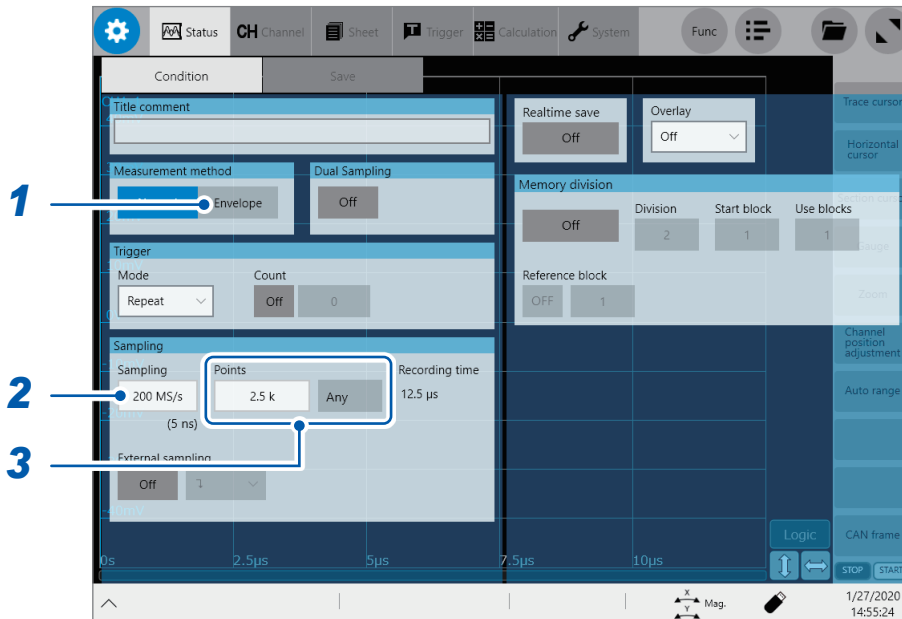 Status CH Channel Sheet Trigger Calculation System Func
Condition Save
Title comment
Realtime save Overlay
Off Off
Trace cursor
Horizontal cursor
Measurement method Dual Sampling
1 Envelope Off
Memory division
Off Division Start block Use blocks
2 1 1
Gauge
Trigger
Mode Count
Repeat Off 0
Reference block
OFF 1
Zoom
Channel position adjustment
Sampling
Sampling Points Recording time
2 200 MS/s 2.5 k Any 12.5 µs
(5 ns)
Auto range
3
External sampling
Off
-40mV
Logic CAN frame
0s 2.5µs 5µs 7.5µs 10µs
STOP START
X
Y Mag.
1/27/2020
14:55:24